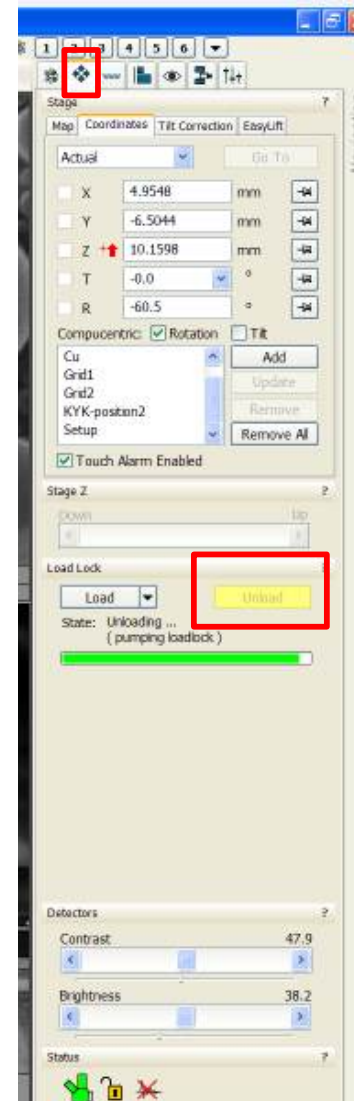 1 2 3 4 5 6
Stage ?
Map Coordinates Tilt Correction EasyLift
Actual Go To
X 4.9548 mm
Y -6.5044 mm
Z 10.1598 mm
T -0.0 °
R -60.5 °
Compucentric: Rotation Tilt
Cu Add
Grid1 Update
Grid2
KYK-position2 Remove
Setup Remove All
Touch Alarm Enabled
Stage Z ?
Down Up
Load Lock
Load Unload
State: Unloading ...
( pumping loadlock )
Detectors ?
Contrast 47.9
Brightness 38.2
Status ?